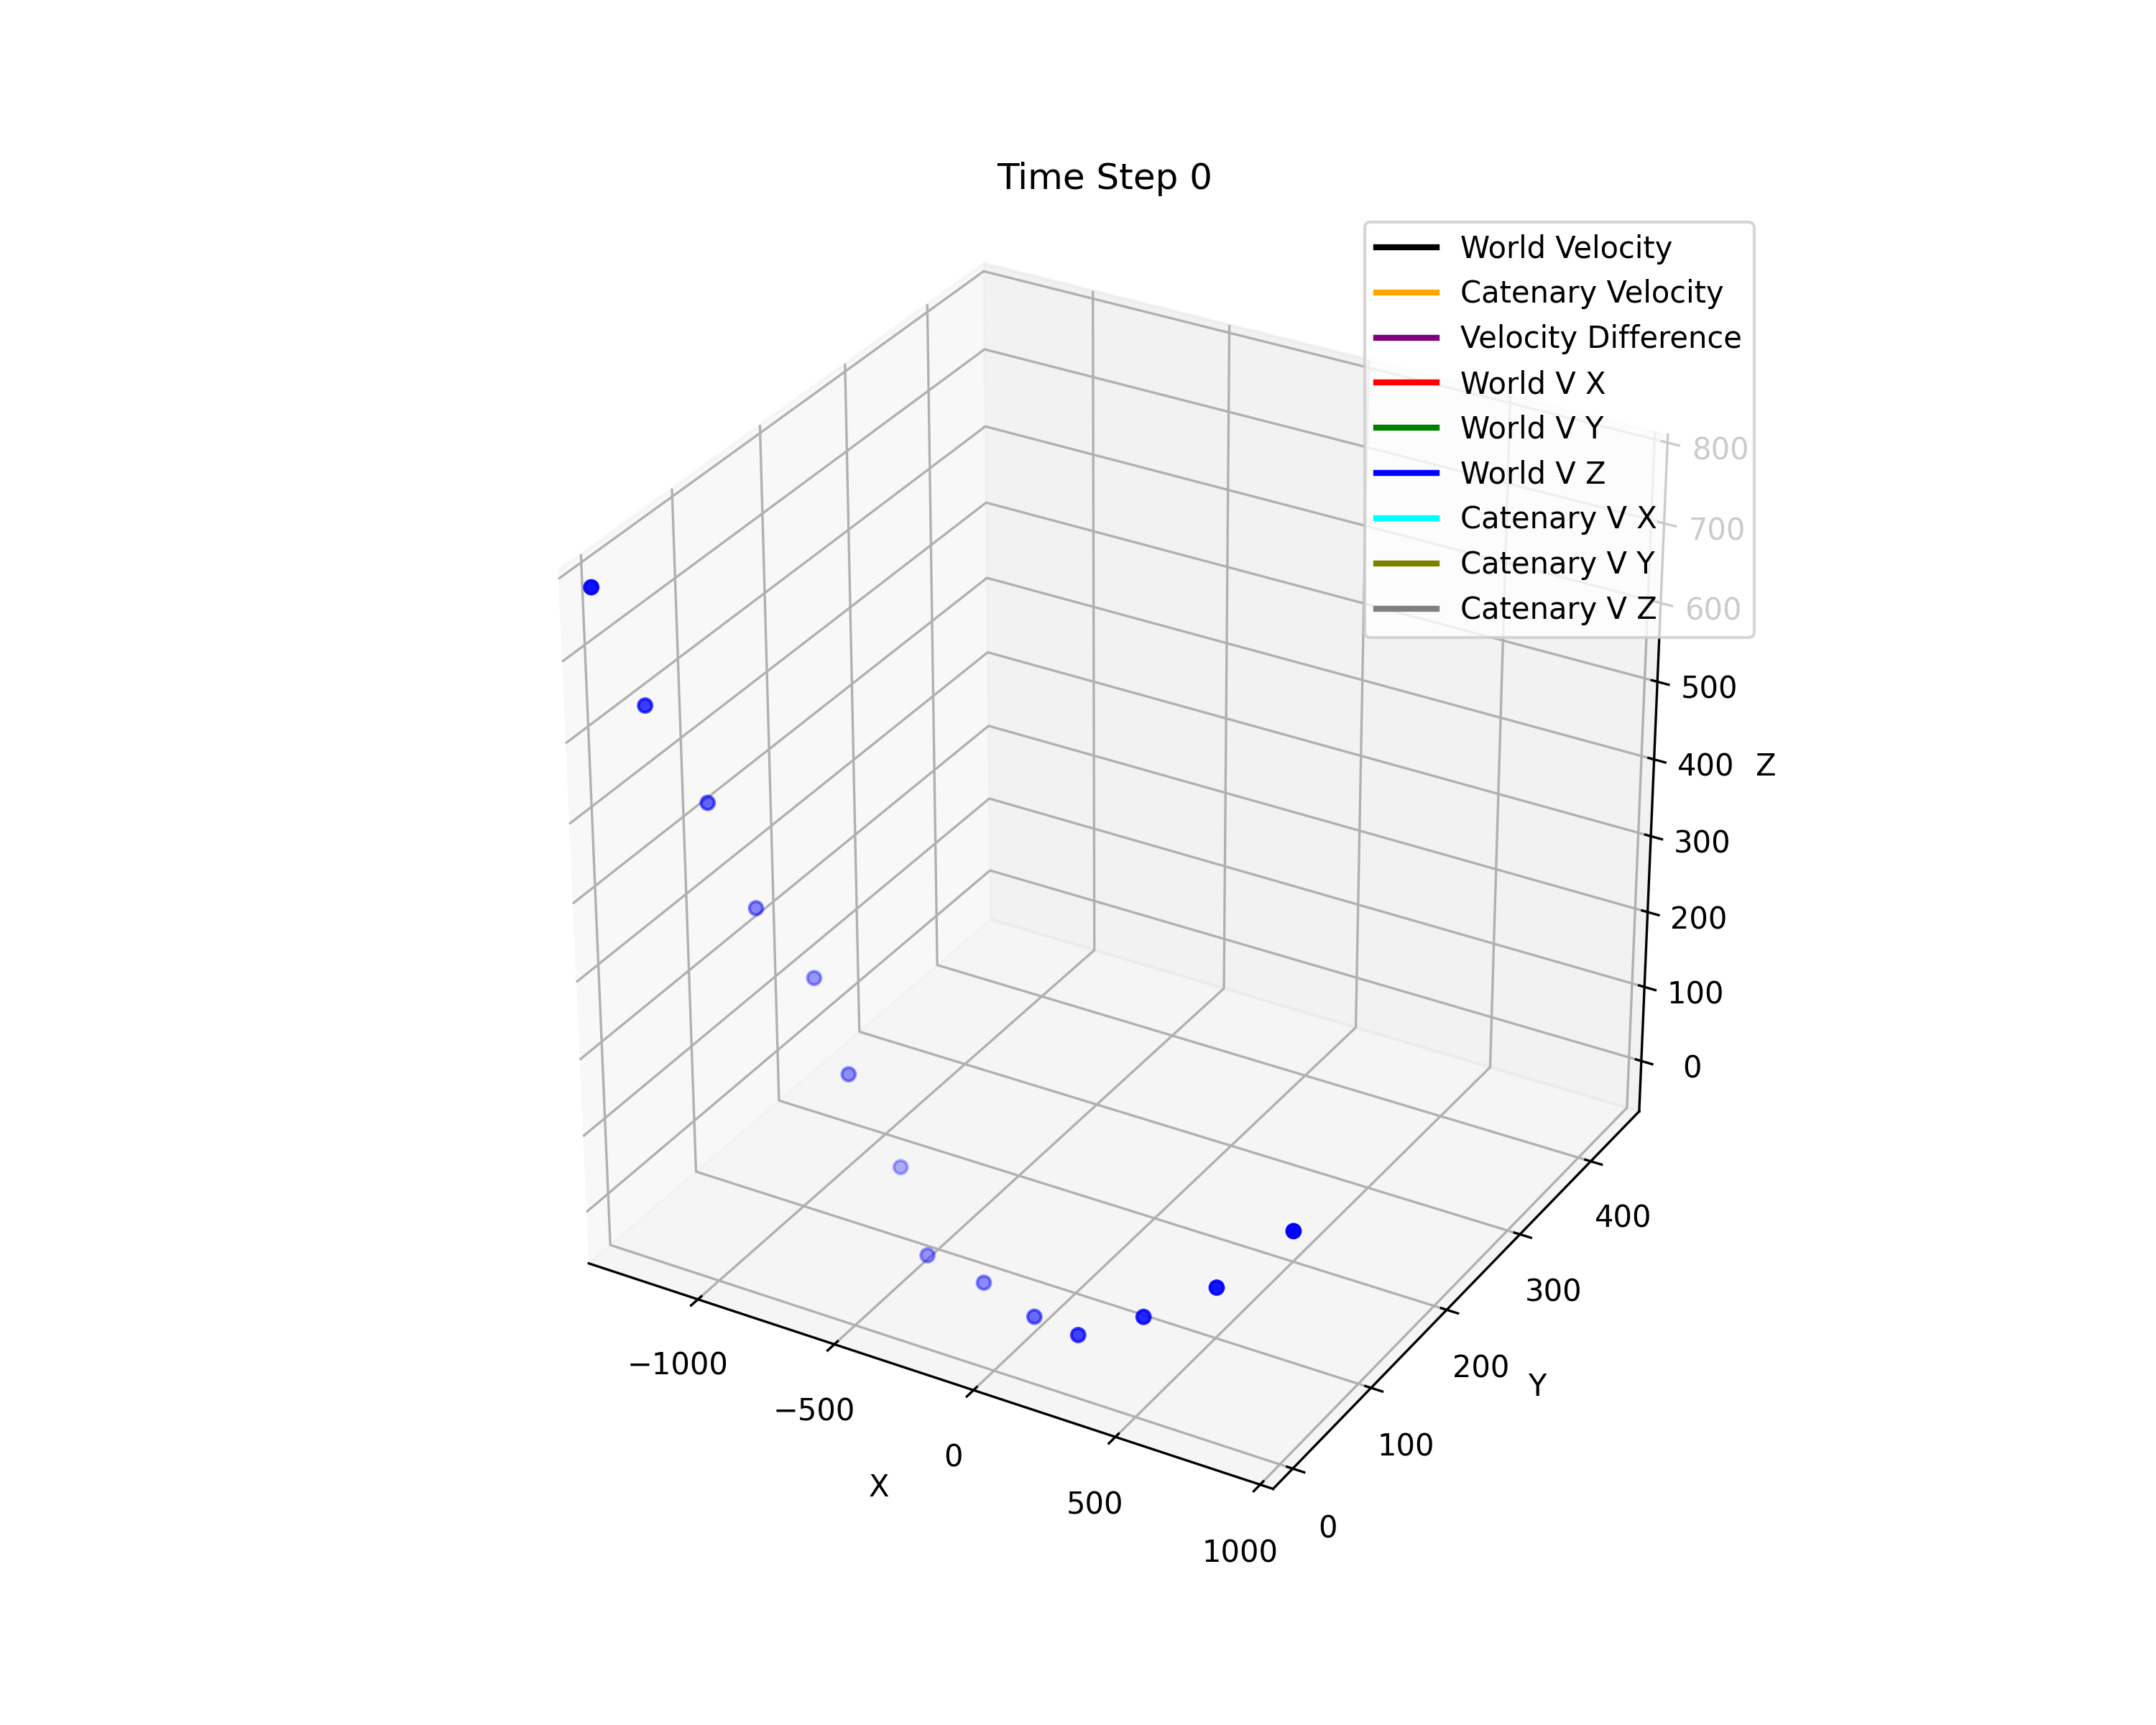 Time Step 0
World Velocity
Catenary Velocity
Velocity Difference
World V X
World V Y
World V Z
Catenary V X
Catenary V Y
Catenary V Z
800
700
600
500
400
Z
300
200
100
0
400
300
200
Y
100
0
−1000
−500
0
X
500
1000